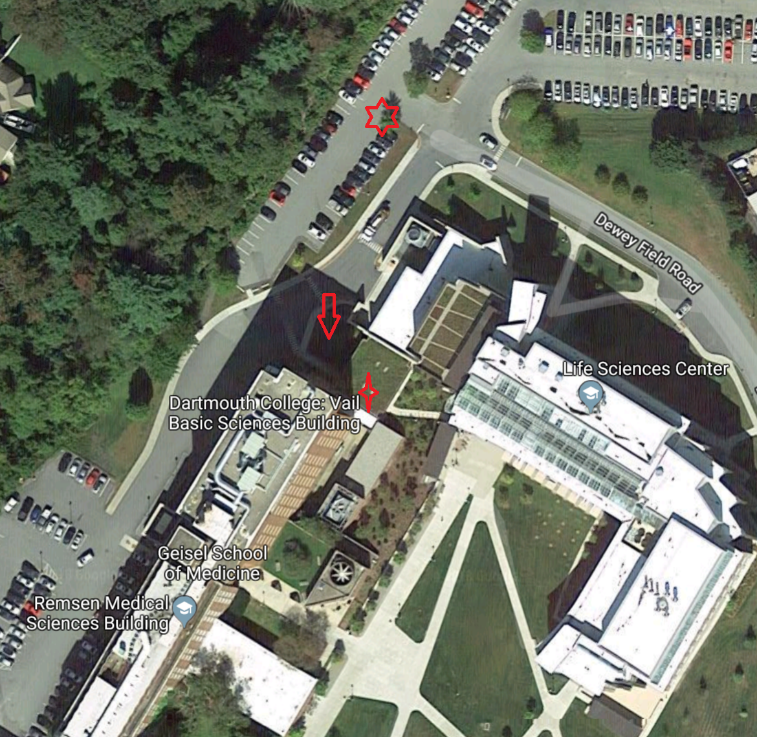 Dewey Field Road
Life Sciences Center
Dartmouth College: Vail
Basic Sciences Building
Geisel School
of Medicine
Remsen Medical
Sciences Building